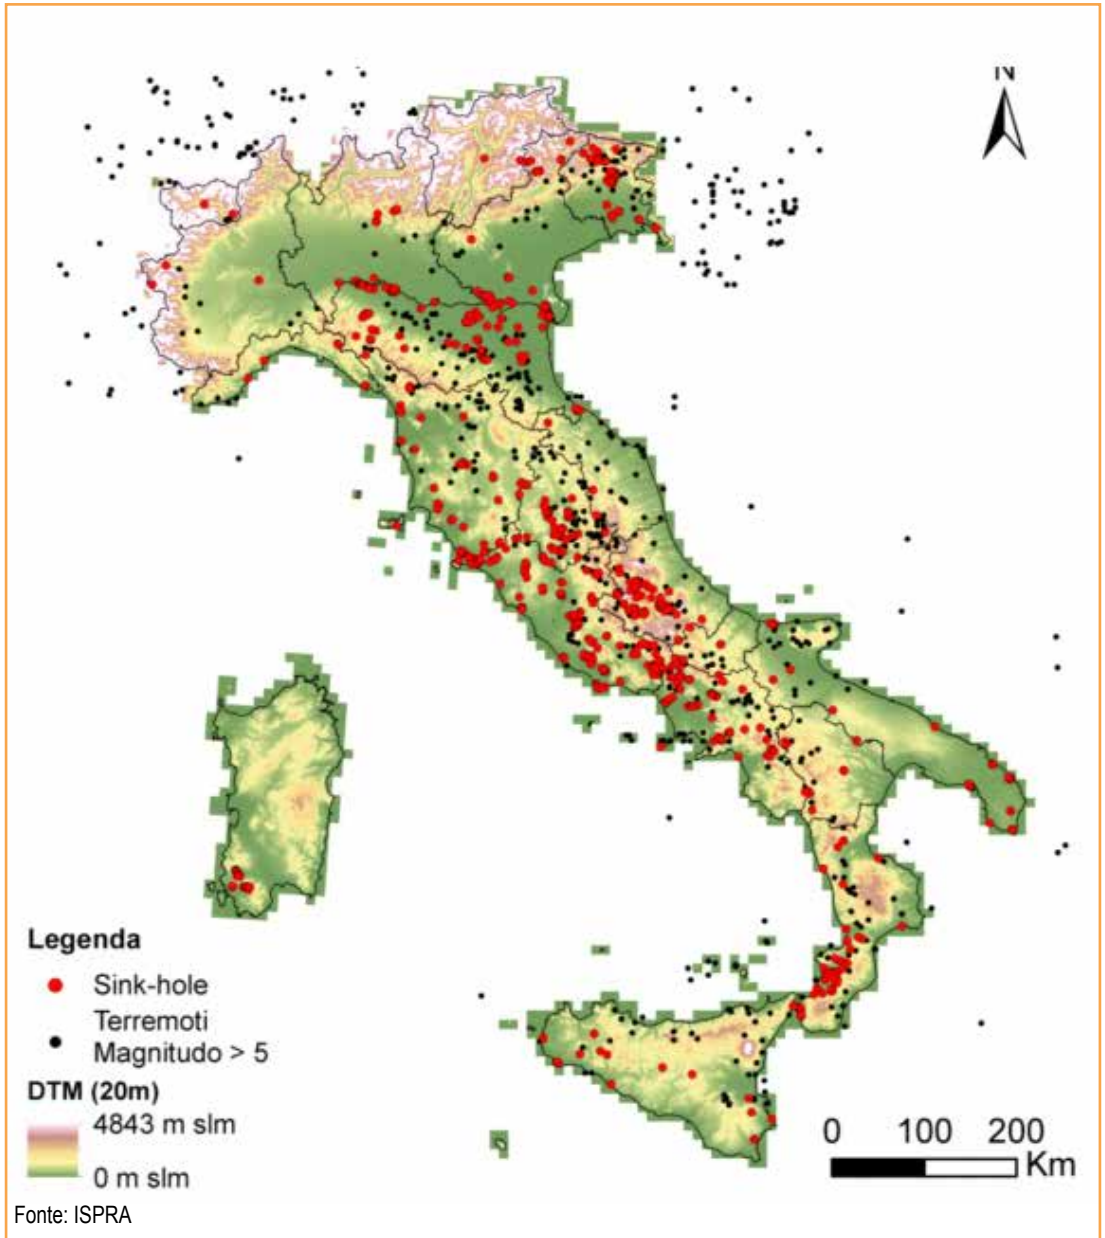 N
Legenda
Sink-hole
Terremoti
Magnitudo > 5
DTM (20m)
4843 m slm
0 m slm
0 100 200
Km
Fonte: ISPRA